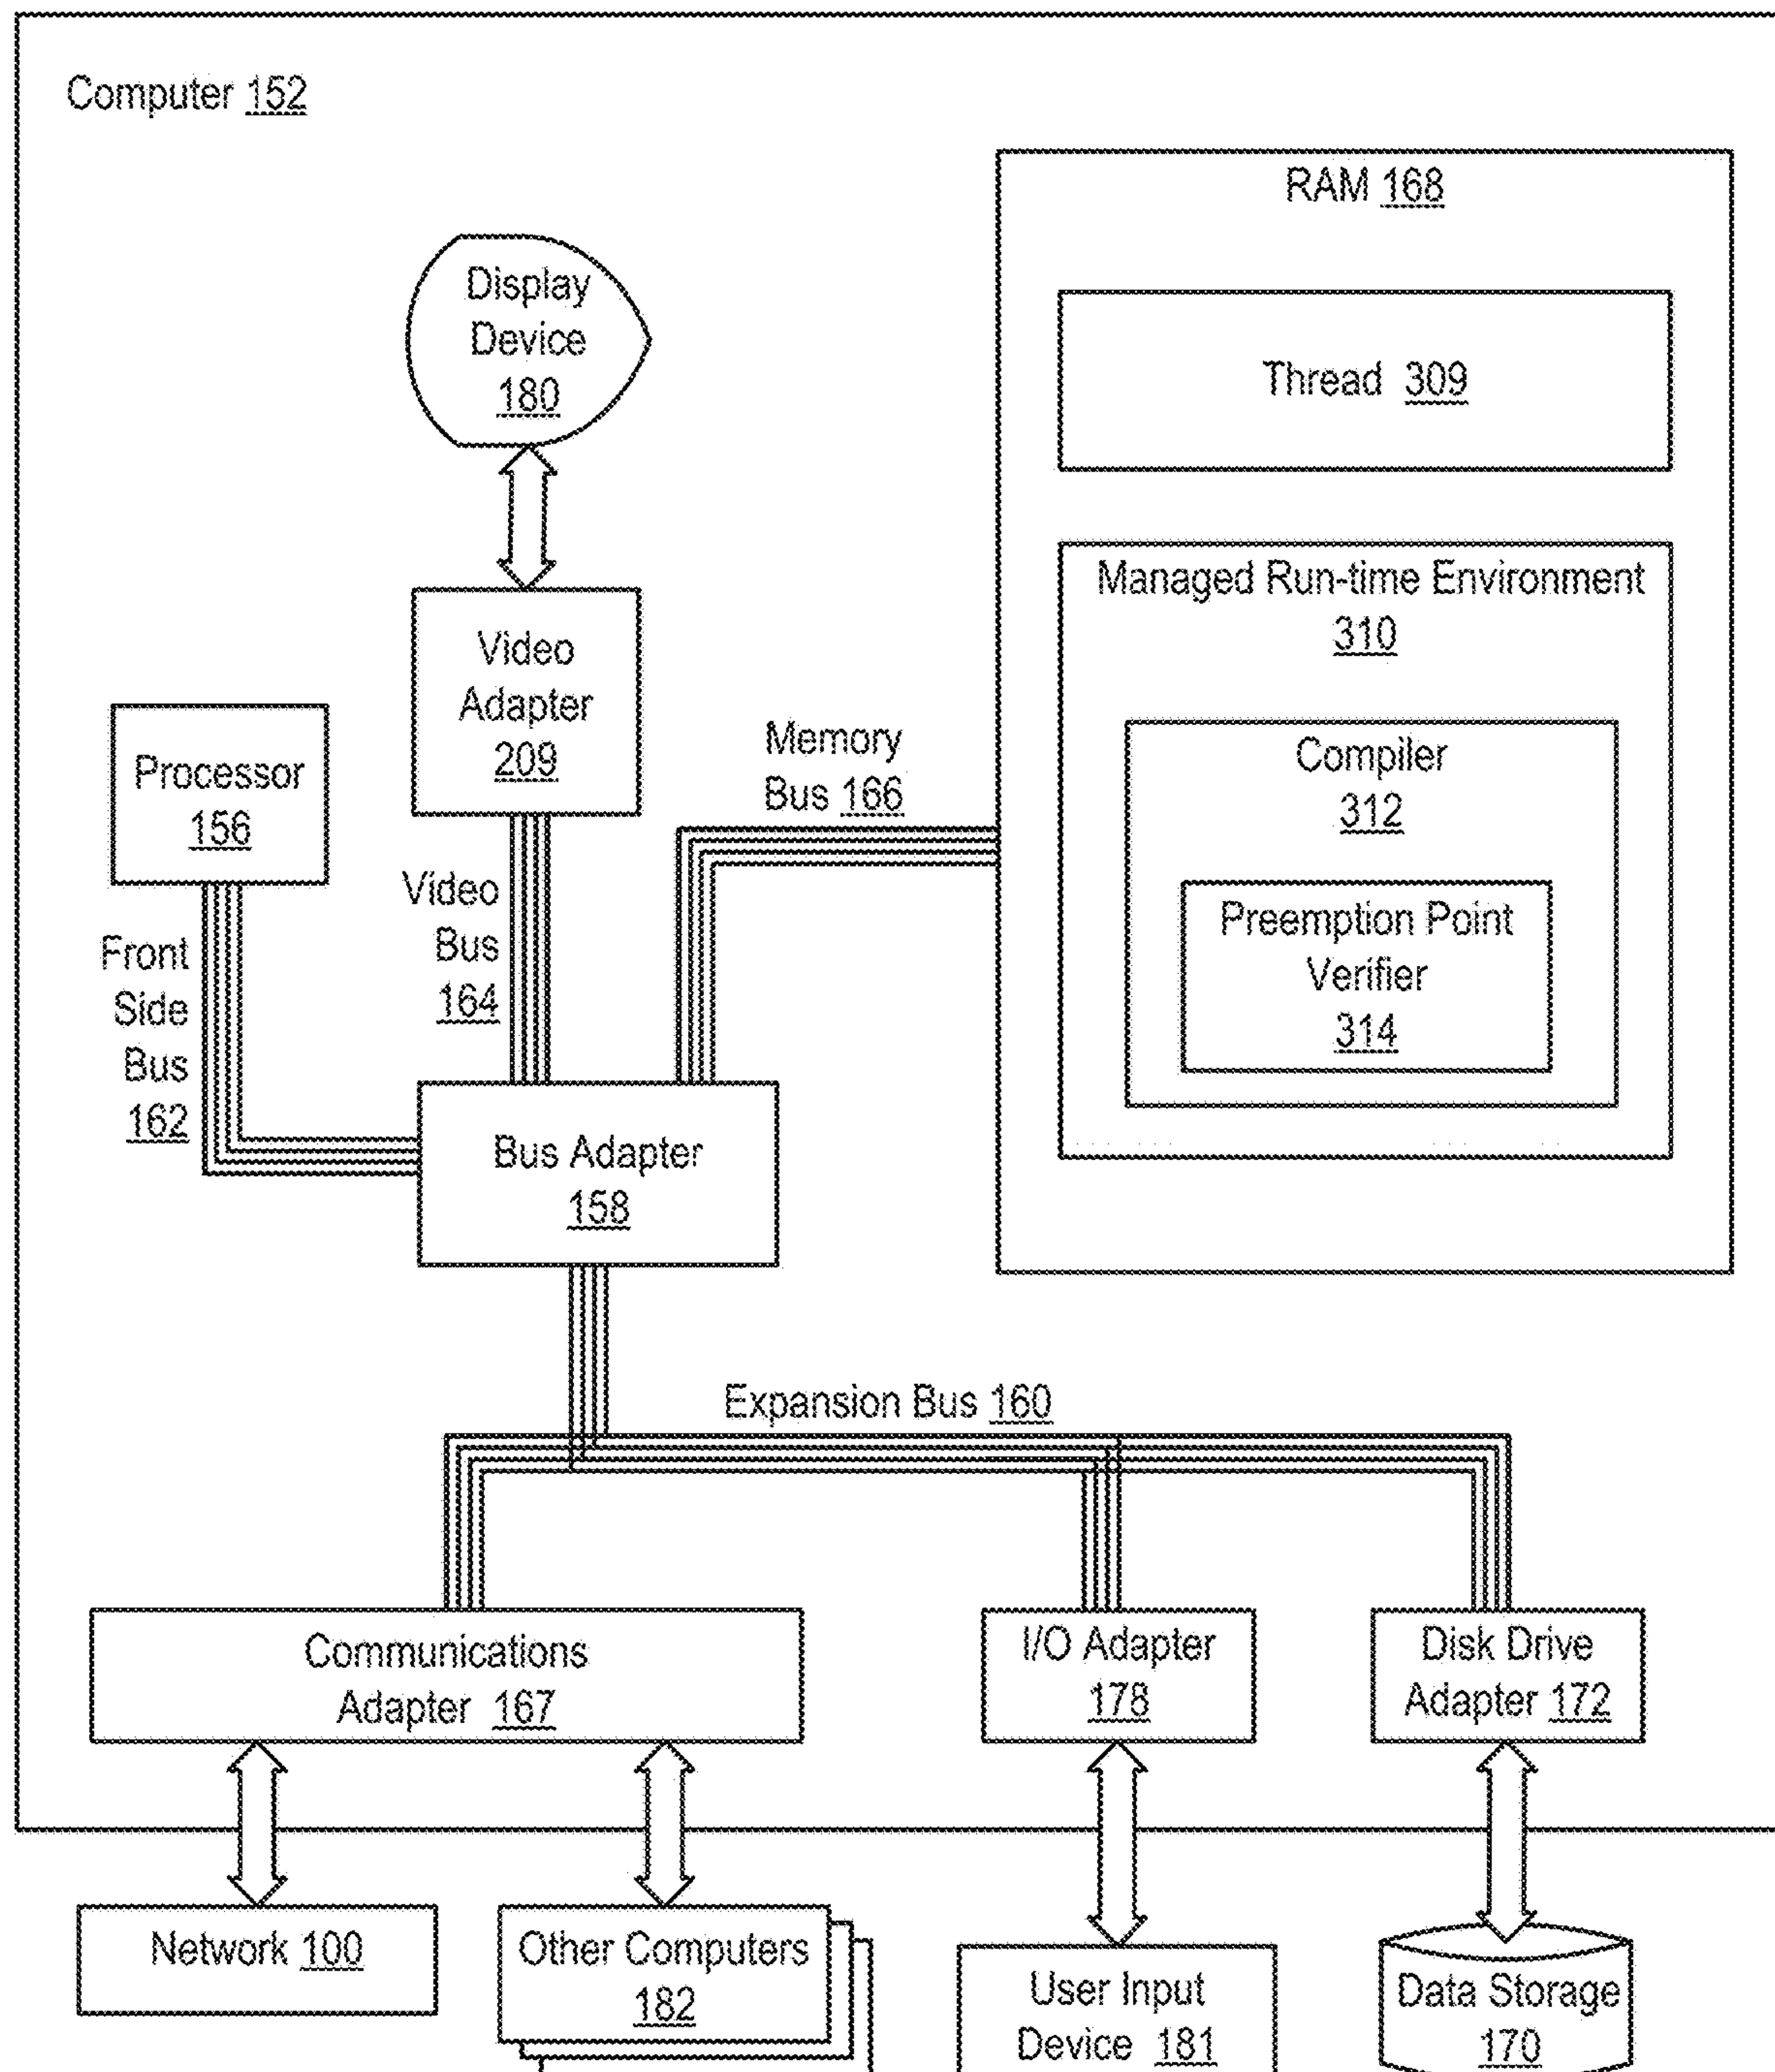 Computer 152
RAM 168
Display
Device
180
Thread 309
Managed Run-time Environment
310
Video
Adapter
209
Processor
156
Memory
Bus 166
Compiler
312
Video
Bus
164
Front
Side
Bus
162
Preemption Point
Verifier
314
Bus Adapter
158
Expansion Bus 160
Communications
Adapter 167
I/O Adapter
178
Disk Drive
Adapter 172
Network 100
Other Computers
182
User Input
Device 181
Data Storage
170